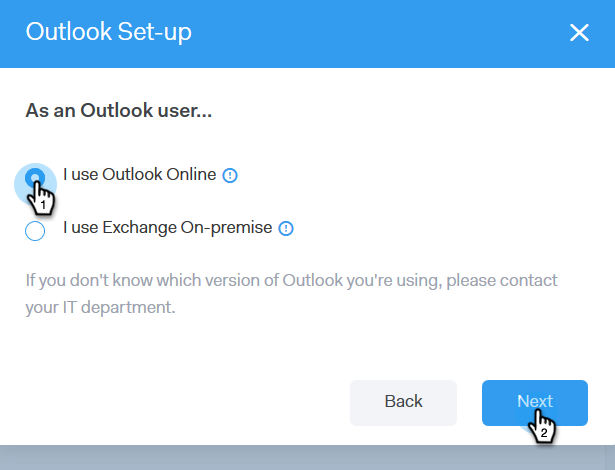 Outlook Set-up
As an Outlook user...
I use Outlook Online
1
I use Exchange On-premise
If you don't know which version of Outlook you're using, please contact
your IT department.
Back
Next
2